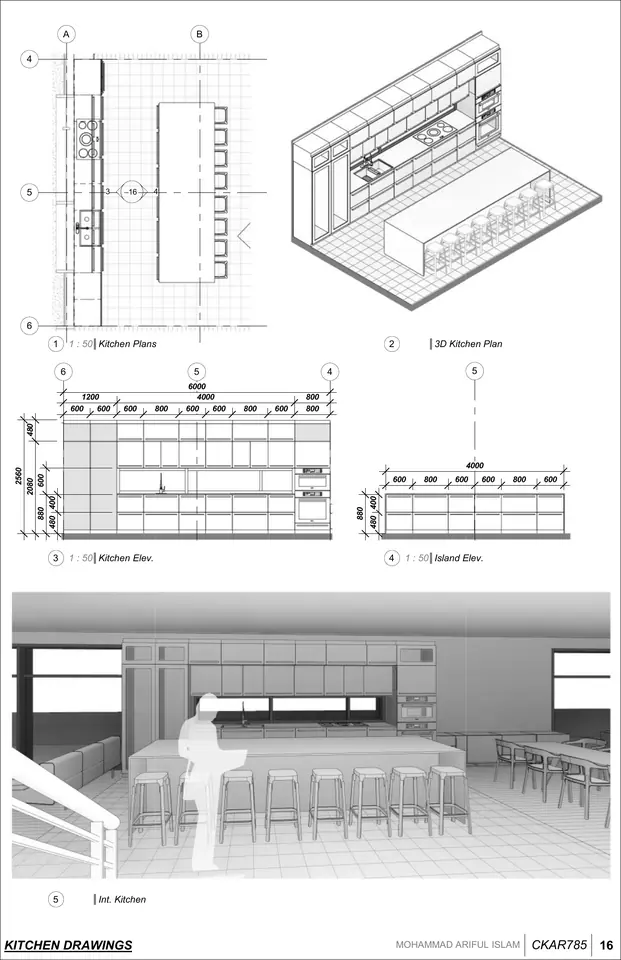 A B
4
5
6
3 16 4
1 1 : 50 Kitchen Plans
2 3D Kitchen Plan
6 5 4
6000
1200 4000 800
600 600 600 800 600 600 800 600 800
480
2560
2080
600
880
400
480
3 1 : 50 Kitchen Elev.
5
4000
600 800 600 600 800 600
880
400
480
4 1 : 50 Island Elev.
5 Int. Kitchen
KITCHEN DRAWINGS MOHAMMAD ARIFUL ISLAM CKAR785 16